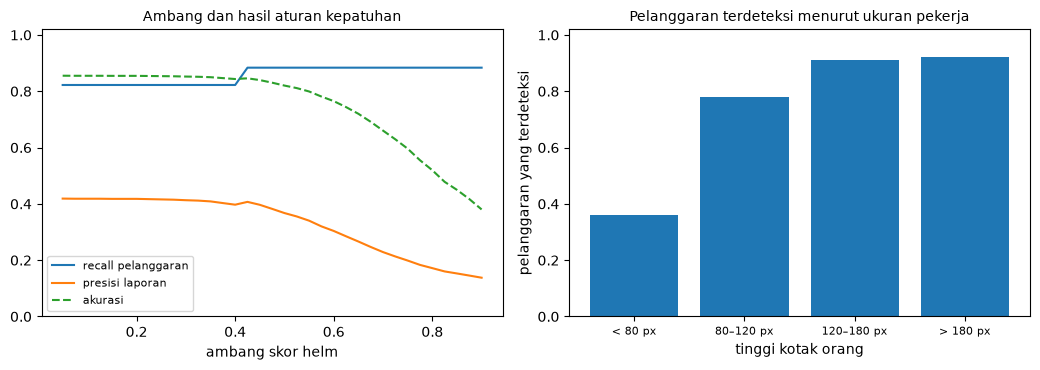 Ambang dan hasil aturan kepatuhan
1.0
0.8
0.6
0.4
0.2
0.0
recall pelanggaran
presisi laporan
akurasi
0.2 0.4 0.6 0.8
ambang skor helm
Pelanggaran terdeteksi menurut ukuran pekerja
pelanggaran yang terdeteksi
1.0
0.8
0.6
0.4
0.2
0.0
< 80 px 80–120 px 120–180 px > 180 px
tinggi kotak orang